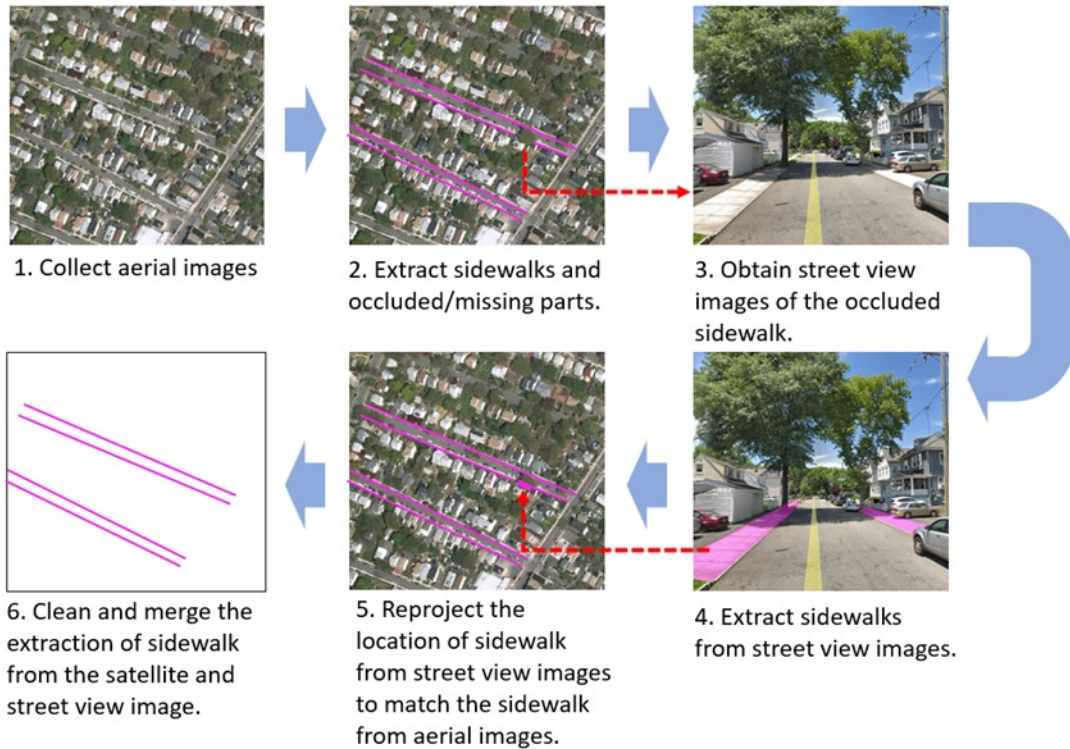 1. Collect aerial images
2. Extract sidewalks and
occluded/missing parts.
3. Obtain street view
images of the occluded
sidewalk.
4. Extract sidewalks
from street view images.
5. Reproject the
location of sidewalk
from street view images
to match the sidewalk
from aerial images.
6. Clean and merge the
extraction of sidewalk
from the satellite and
street view image.